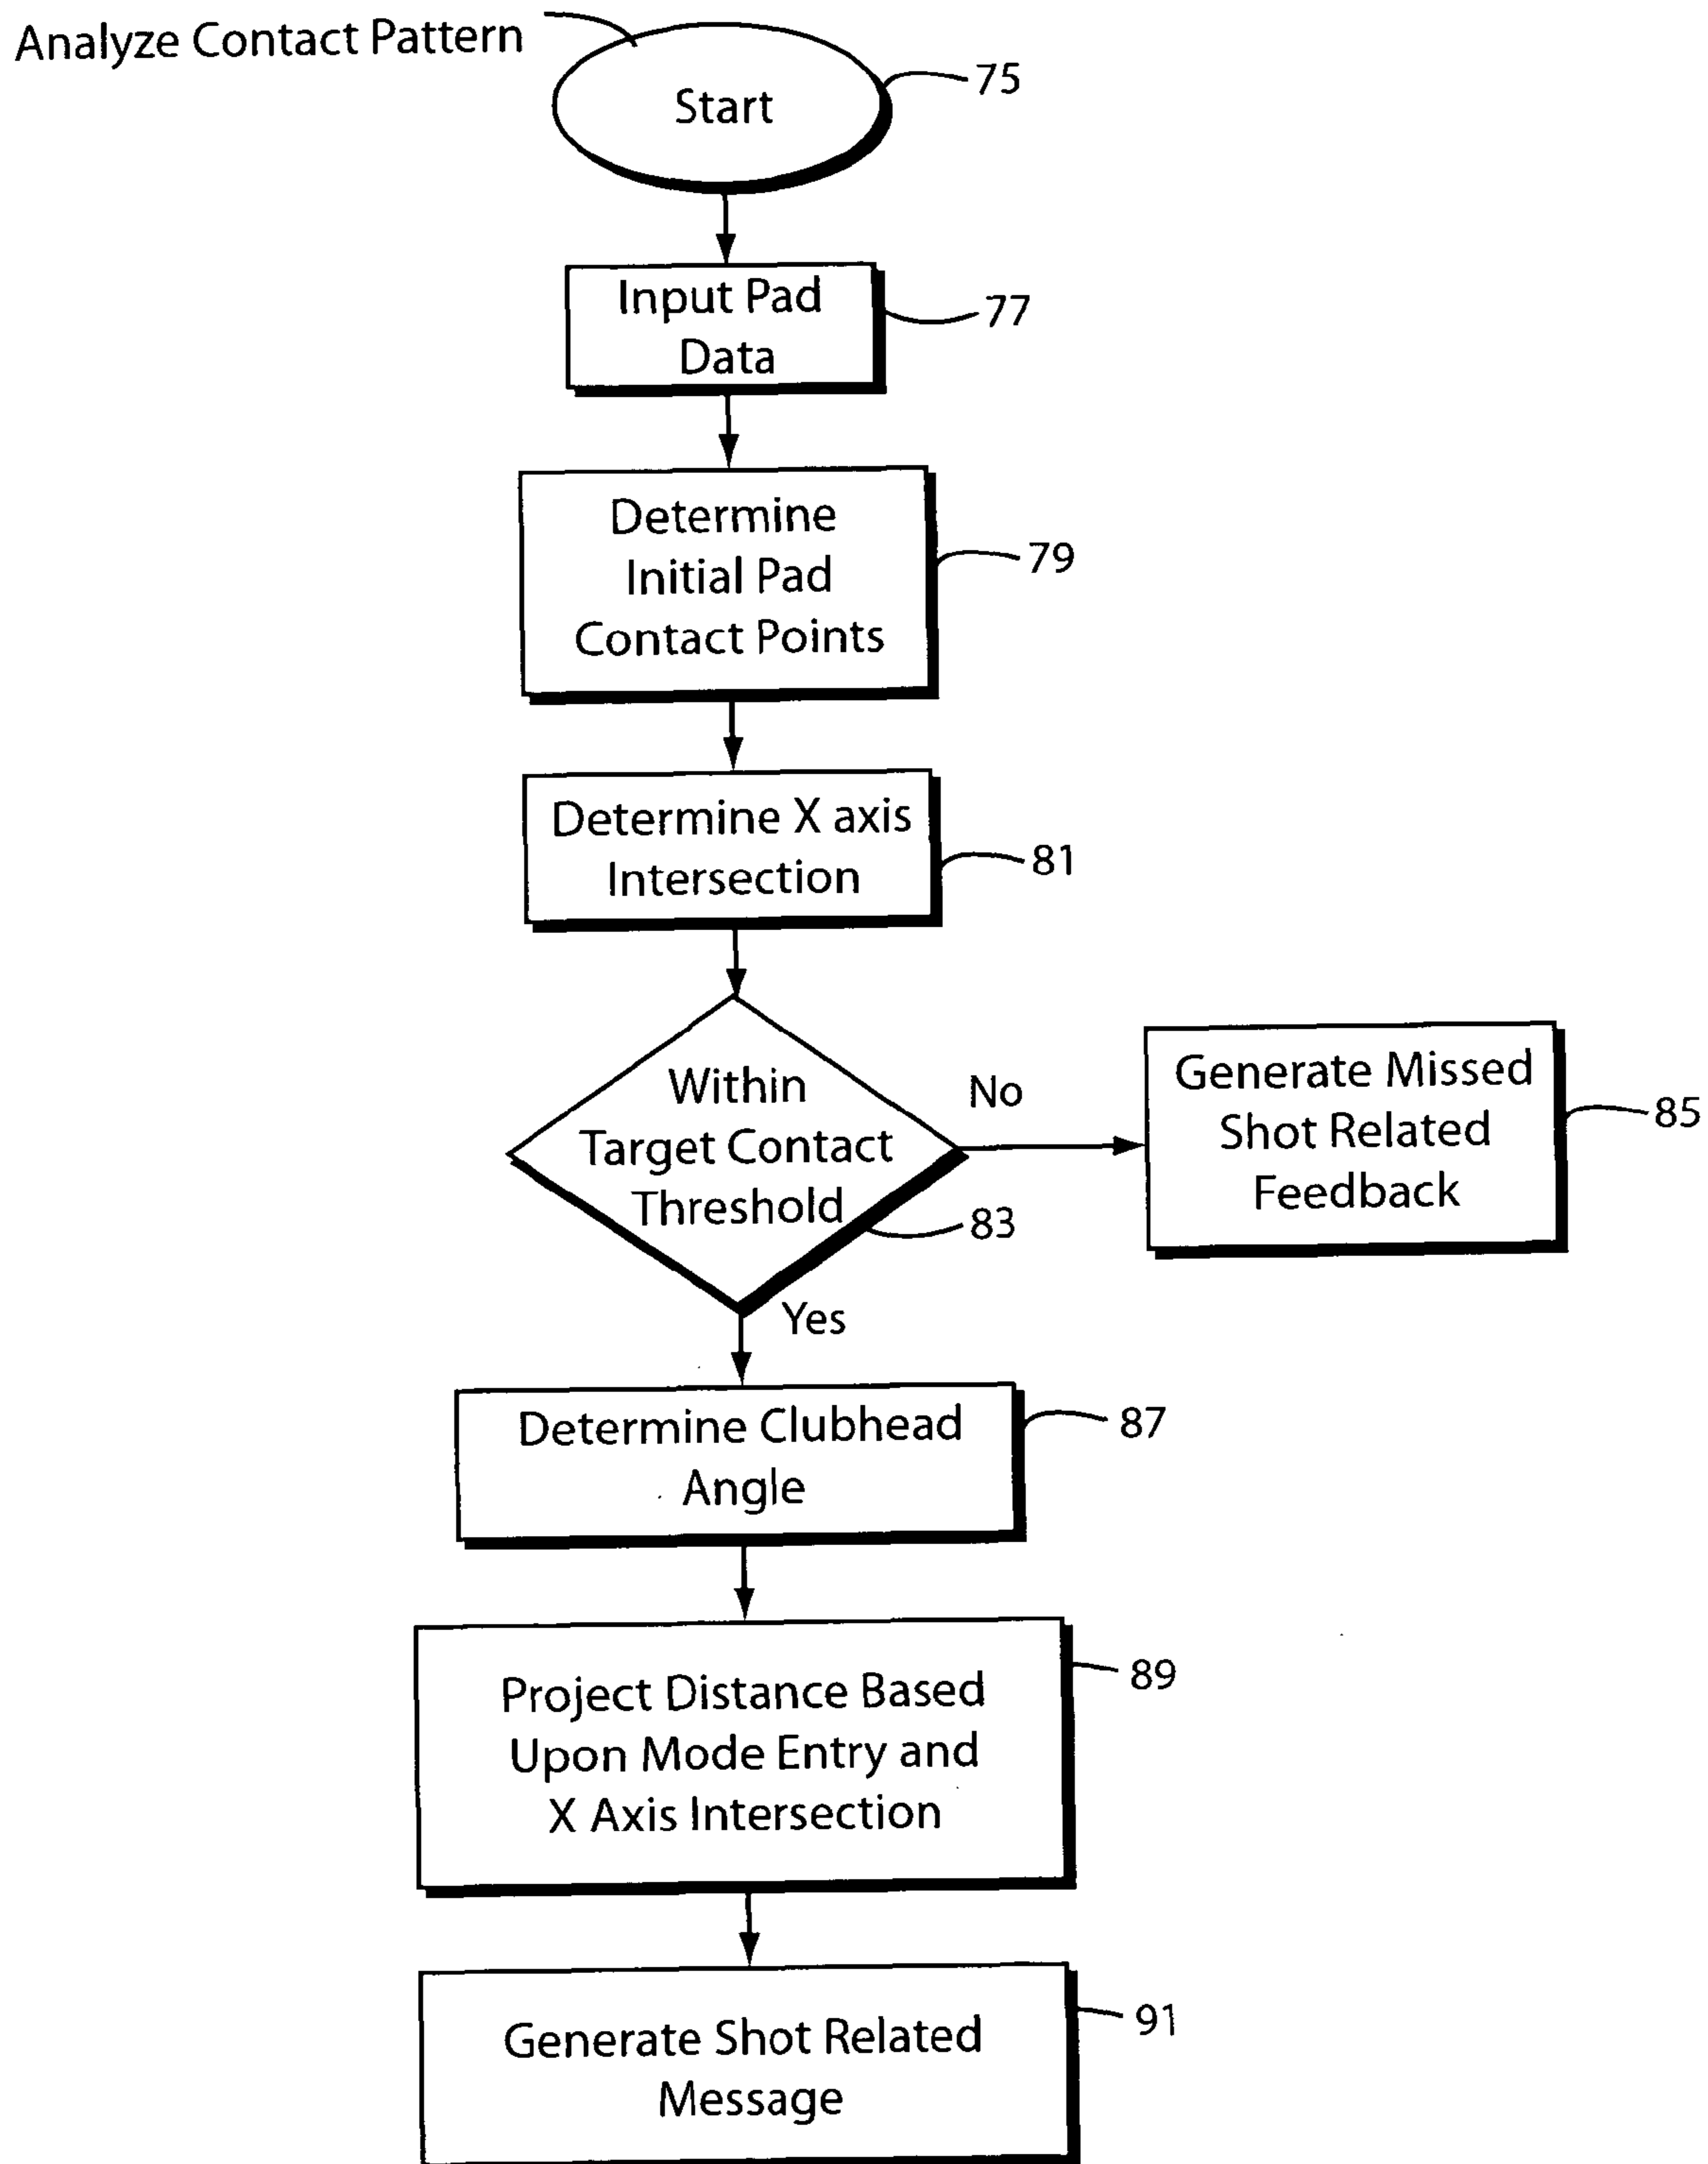 Analyze Contact Pattern
Start
75
Input Pad
Data
77
Determine
Initial Pad
Contact Points
79
Determine X axis
Intersection
81
Within
Target Contact
Threshold
83
No
Generate Missed
Shot Related
Feedback
85
Yes
Determine Clubhead
Angle
87
Project Distance Based
Upon Mode Entry and
X Axis Intersection
89
Generate Shot Related
Message
91